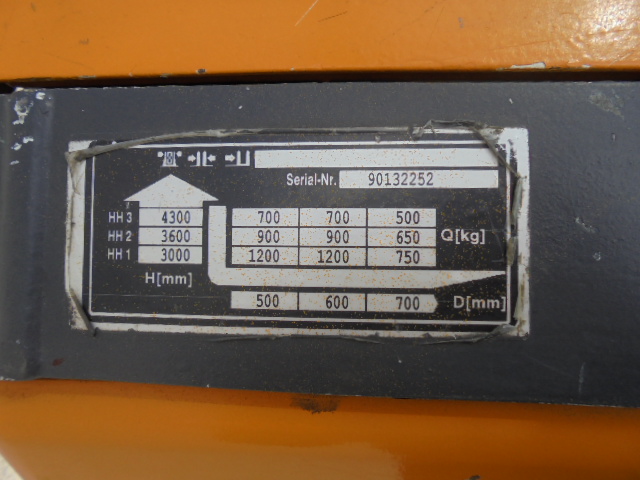 Serial-Nr. 90132252
HH 3 4300 700 700 500
HH 2 3600 900 900 650 Q[kg]
HH 1 3000 1200 1200 750
H[mm]
500 600 700 D[mm]